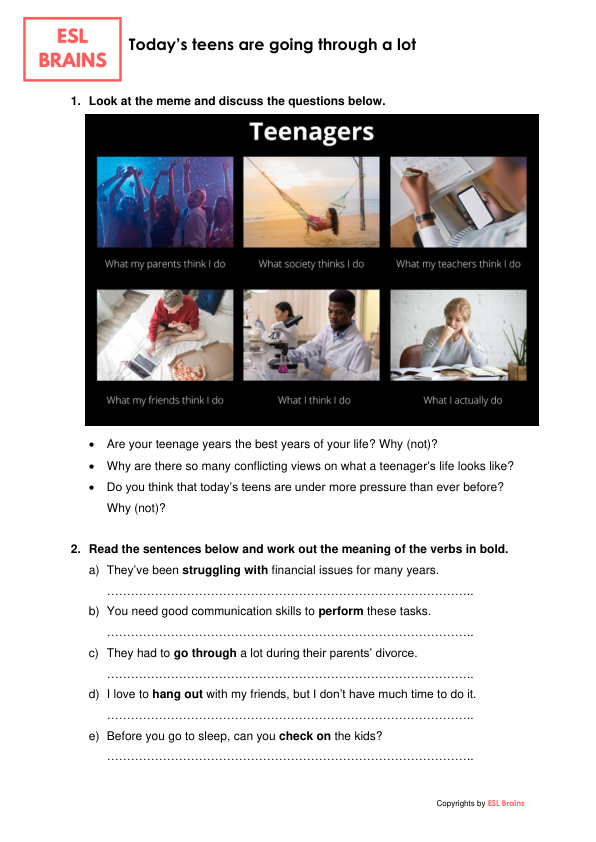 ESL
BRAINS
Today's teens are going through a lot
1. Look at the meme and discuss the questions below.
Teenagers
What my parents think I do
What society thinks I do
What my teachers think I do
What my friends think I do
What I think I do
What I actually do
• Are your teenage years the best years of your life? Why (not)?
• Why are there so many conflicting views on what a teenager's life looks like?
• Do you think that today's teens are under more pressure than ever before?
Why (not)?
2. Read the sentences below and work out the meaning of the verbs in bold.
a) They've been struggling with financial issues for many years.
………………………………………………………………………………..
b) You need good communication skills to perform these tasks.
………………………………………………………………………………..
c) They had to go through a lot during their parents' divorce.
………………………………………………………………………………..
d) I love to hang out with my friends, but I don't have much time to do it.
………………………………………………………………………………..
e) Before you go to sleep, can you check on the kids?
………………………………………………………………………………..
Copyrights by ESL Brains